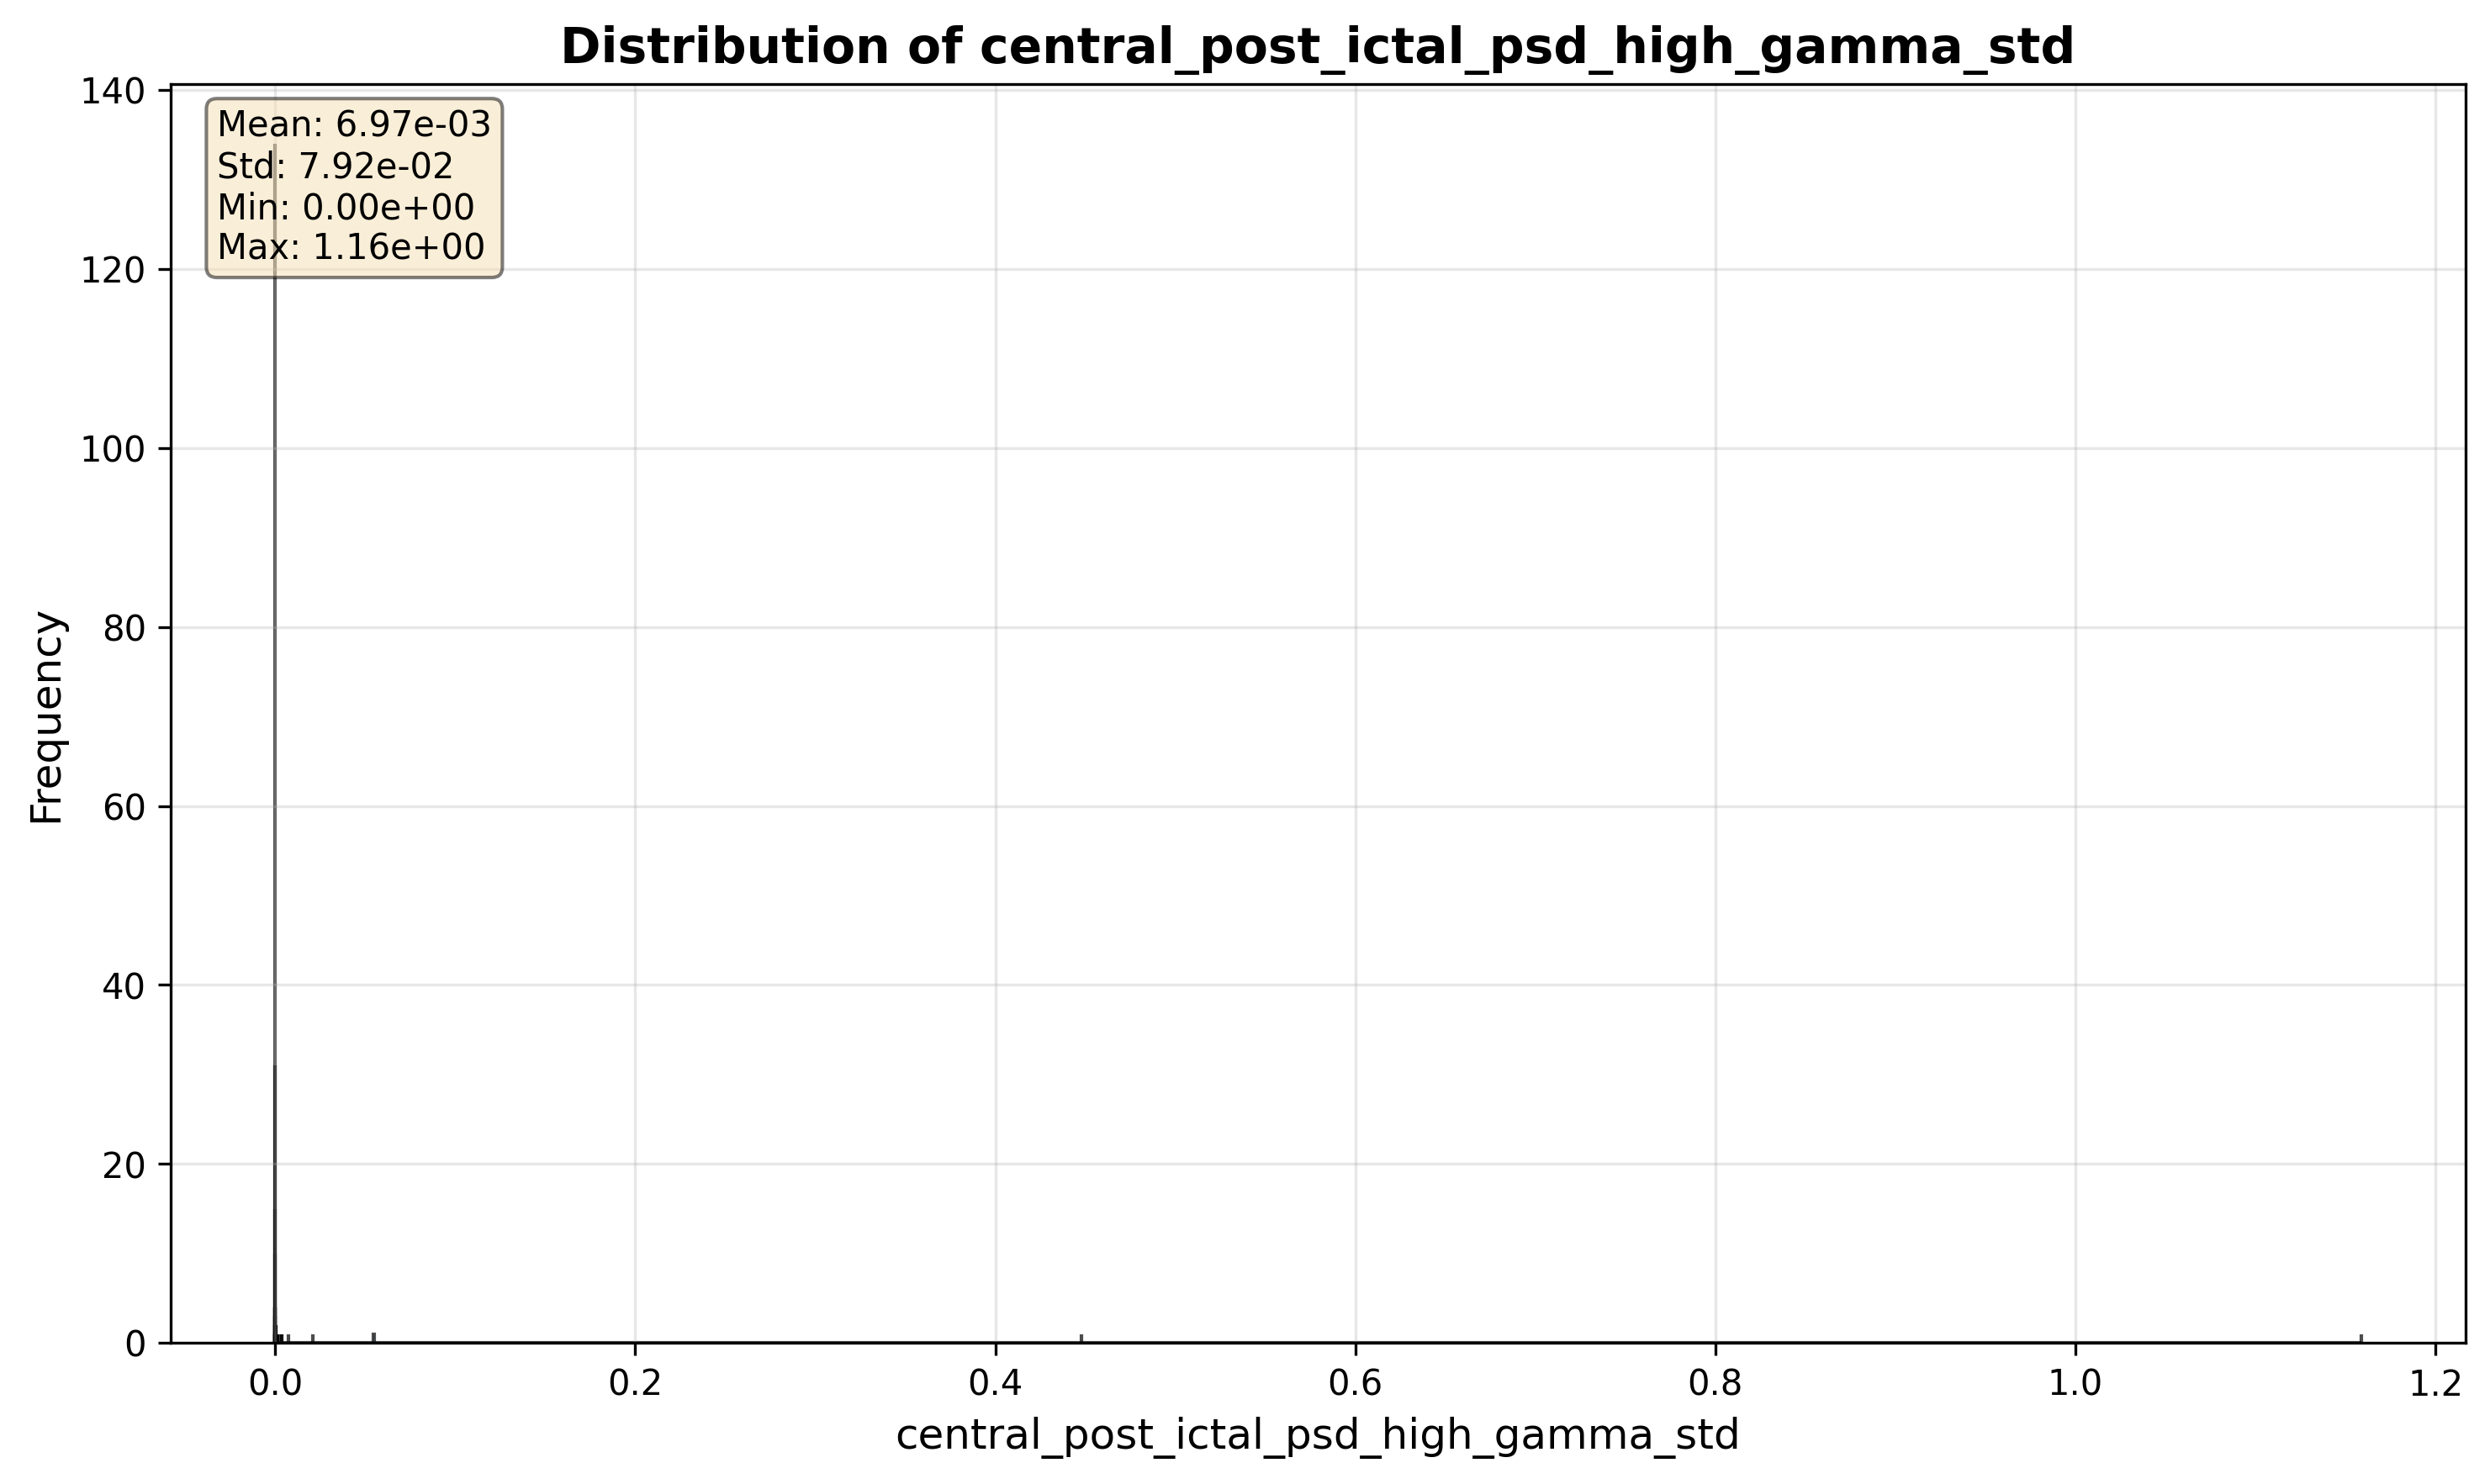 Distribution of central_post_ictal_psd_high_gamma_std
140
120
100
80
60
40
20
0
Frequency
Mean: 6.97e-03
Std: 7.92e-02
Min: 0.00e+00
Max: 1.16e+00
0.0 0.2 0.4 0.6 0.8 1.0 1.2
central_post_ictal_psd_high_gamma_std